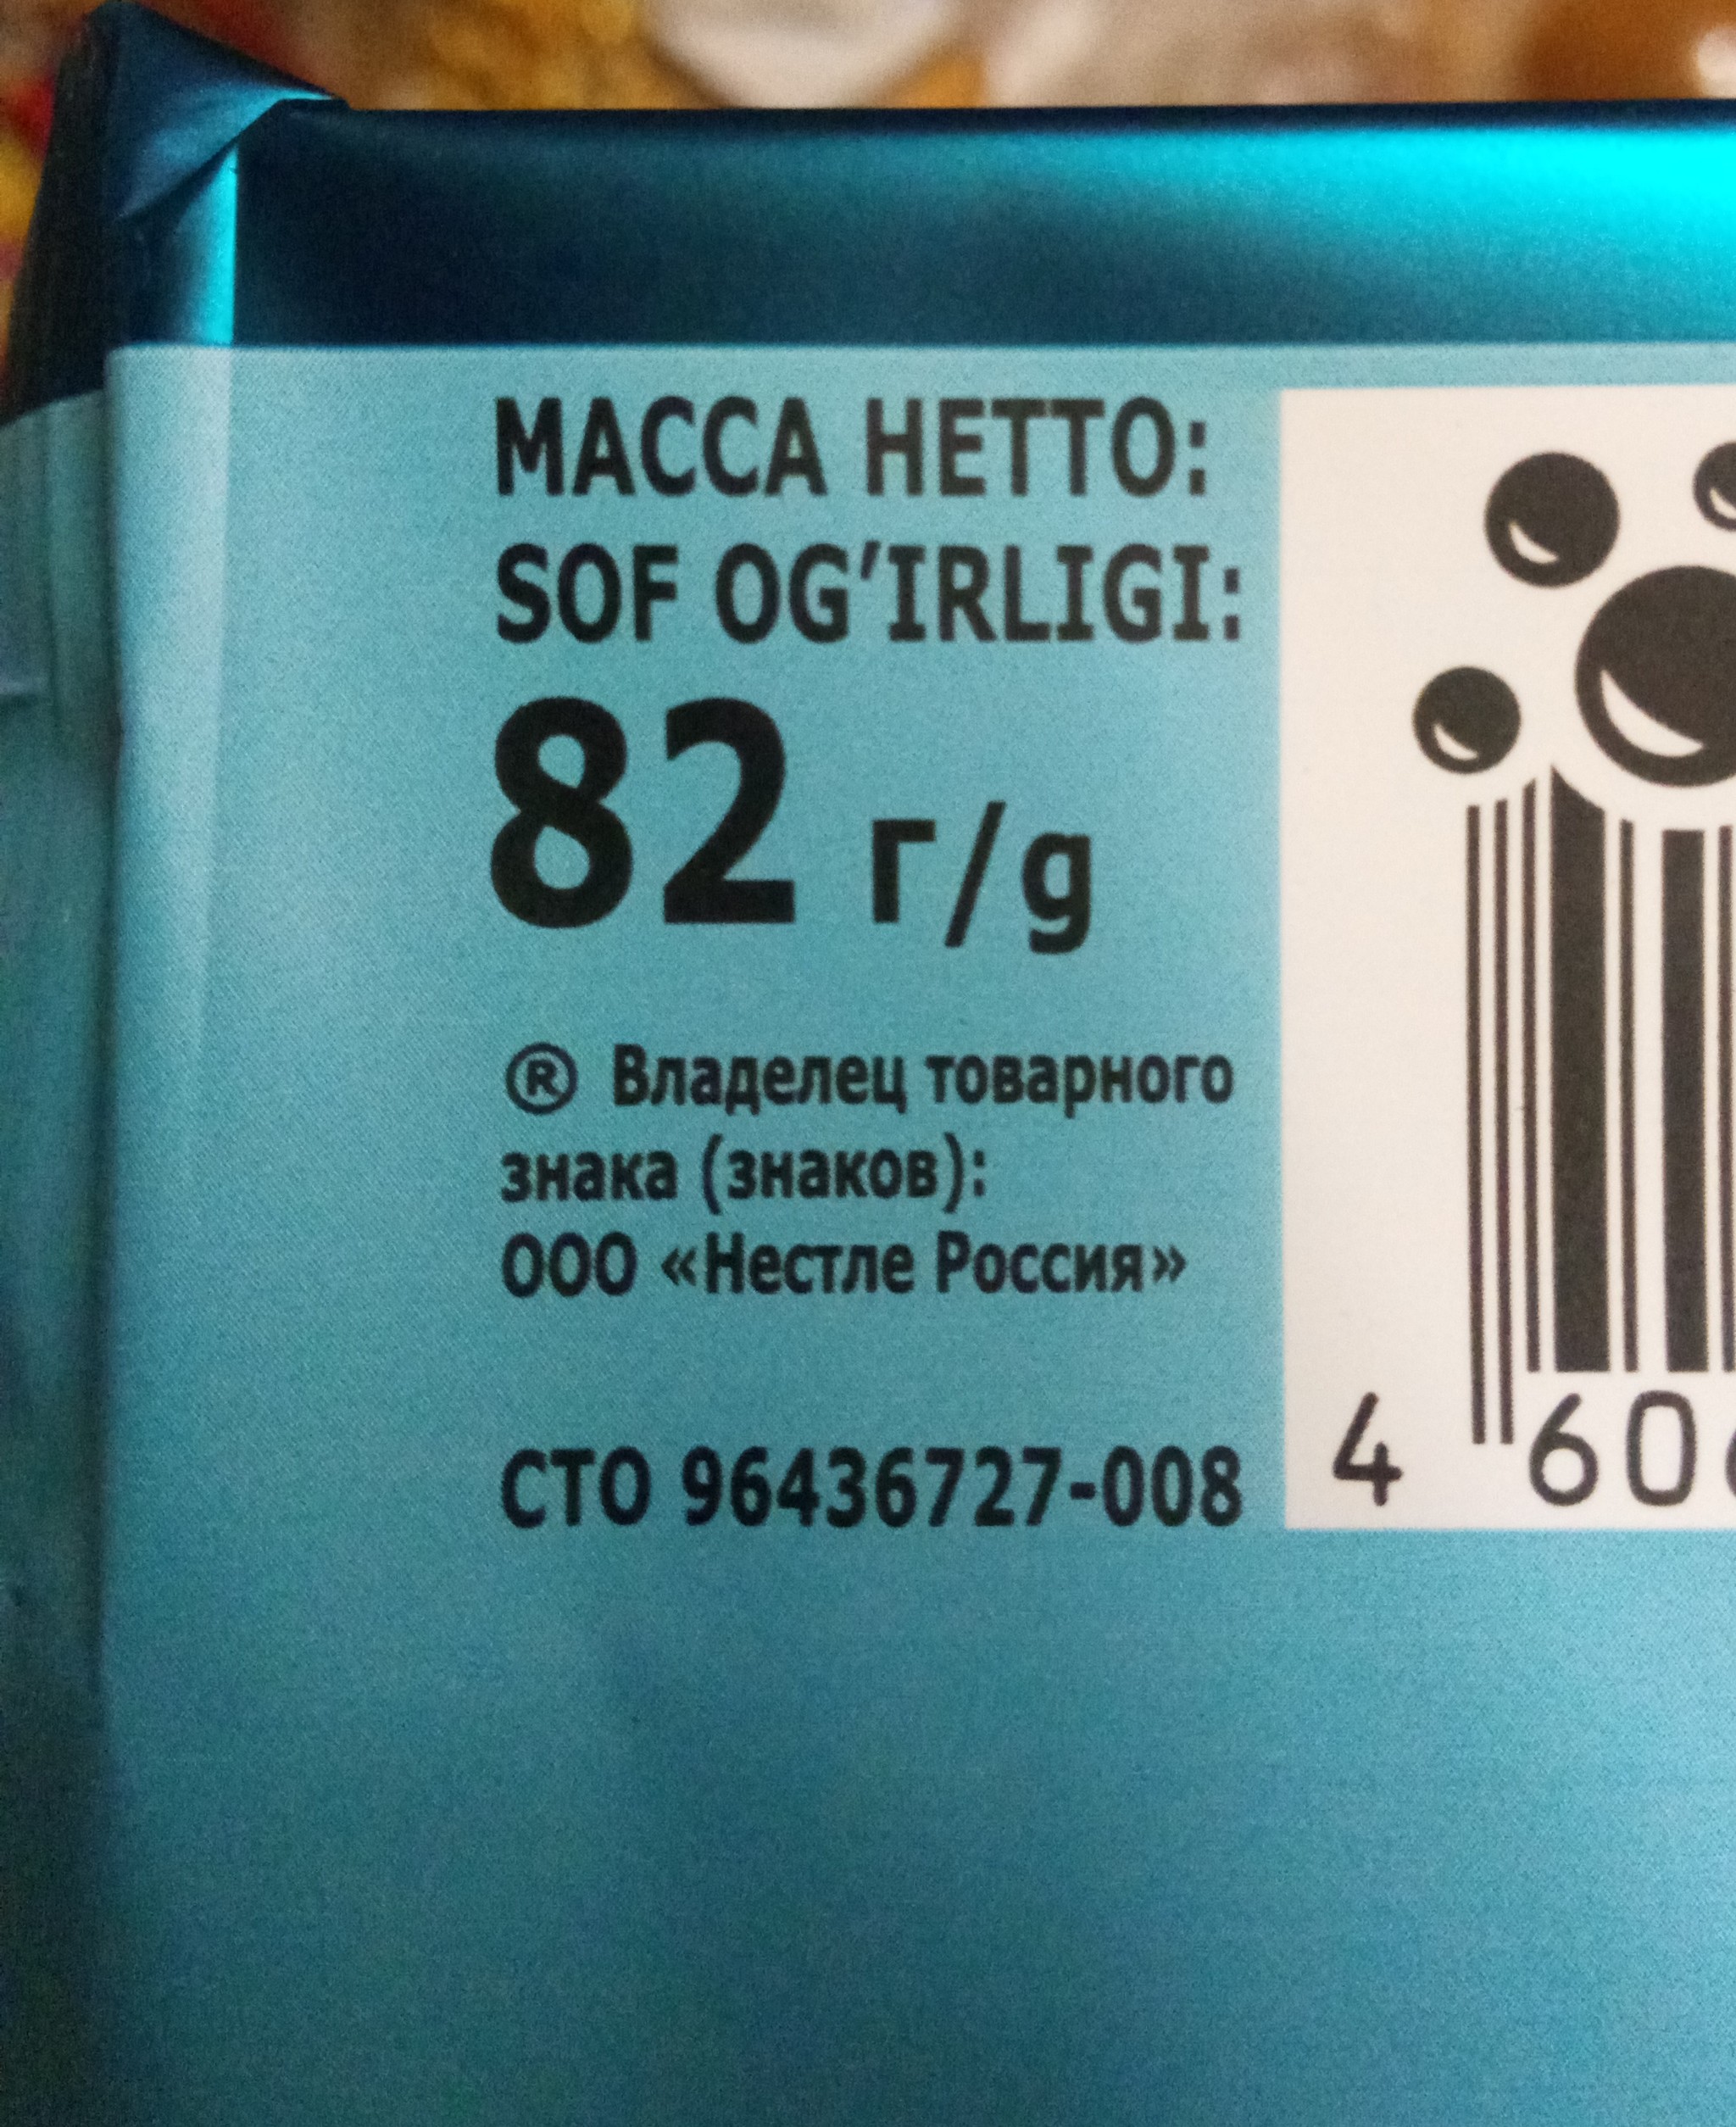 МАССА НЕТТО:
SOF OG'IRLIGI:
82 г/g
® Владелец товарного
знака (знаков):
ООО «Нестле Россия»
СТО 96436727-008
4 60